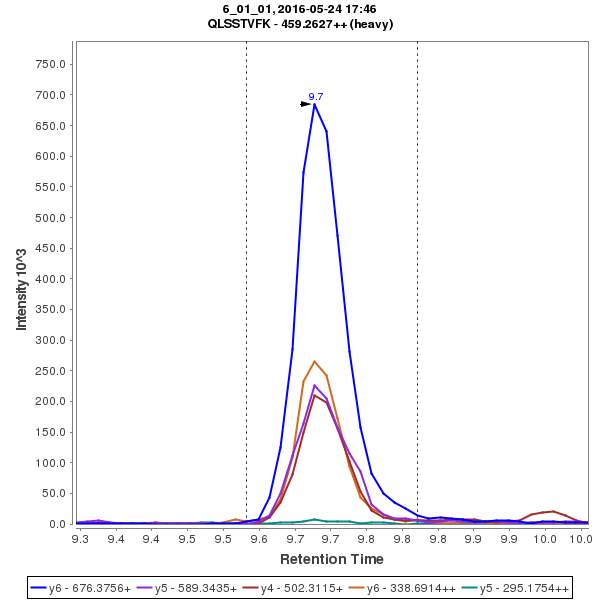 6_01_01, 2016-05-24 17:46
QLSSTVFK - 459.2627++ (heavy)
9.7
750.0
700.0
650.0
600.0
550.0
500.0
450.0
400.0
350.0
300.0
250.0
200.0
150.0
100.0
50.0
0.0
Intensity 10^3
9.3 9.4 9.4 9.5 9.5 9.6 9.7 9.7 9.8 9.8 9.9 9.9 9.9 10.0 10.0
Retention Time
y6 - 676.3756+ y5 - 589.3435+ y4 - 502.3115+ y6 - 338.6914++ y5 - 295.1754++